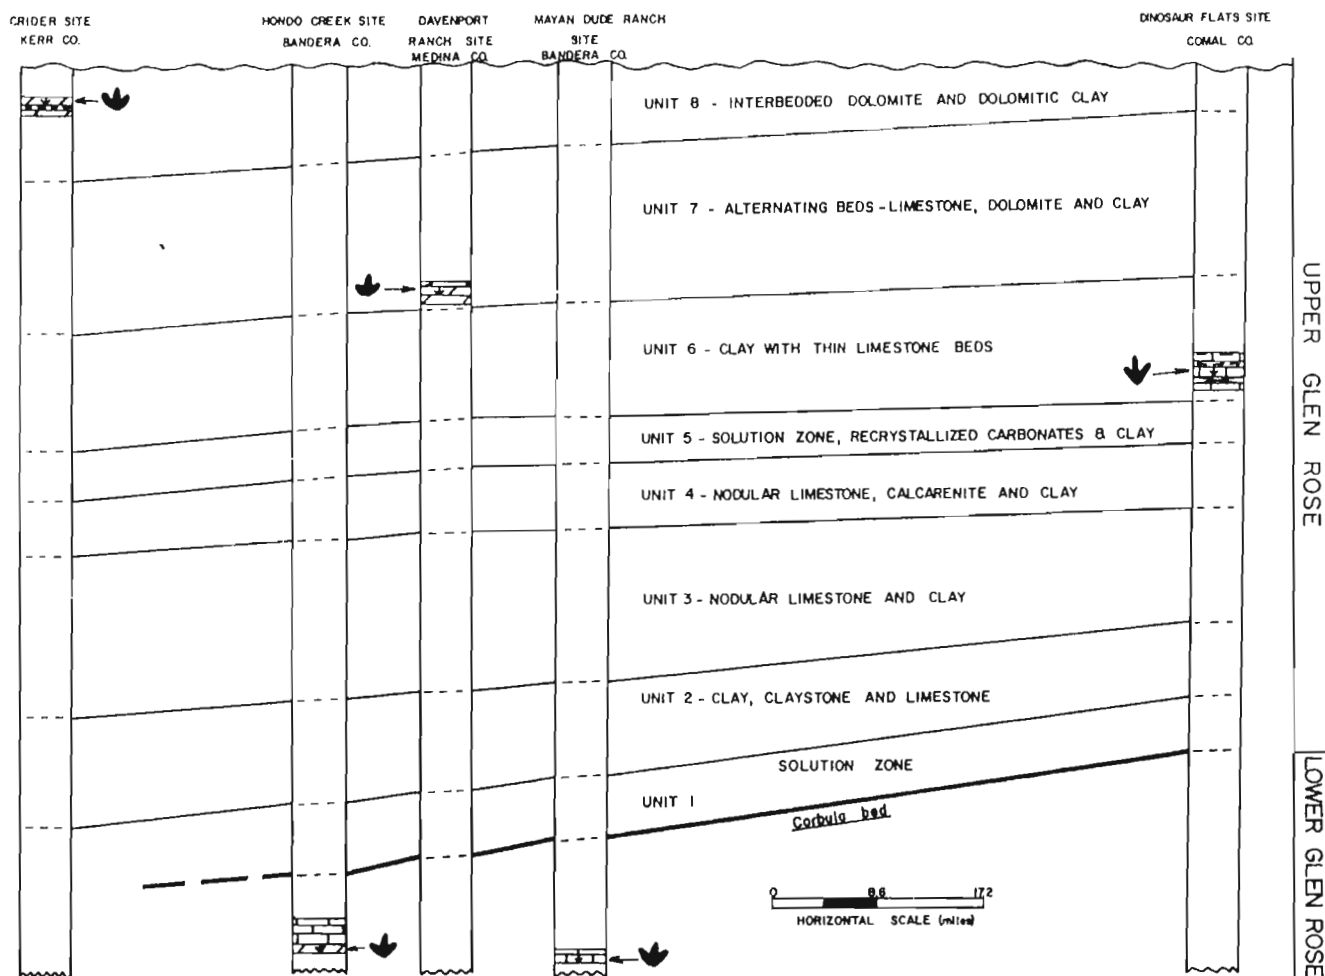 CRIDER SITE
KERR CO.
HONDO CREEK SITE
BANDERA CO.
DAVENPORT
RANCH SITE
MEDINA CO.
MAYAN DUDE RANCH
SITE
BANDERA CO.
DINOSAUR FLATS SITE
COMAL CO.
UNIT 8 - INTERBEDDED DOLOMITE AND DOLOMITIC CLAY
UNIT 7 - ALTERNATING BEDS - LIMESTONE, DOLOMITE AND CLAY
UNIT 6 - CLAY WITH THIN LIMESTONE BEDS
UNIT 5 - SOLUTION ZONE, RECRYSTALLIZED CARBONATES & CLAY
UNIT 4 - NODULAR LIMESTONE, CALCARENITE AND CLAY
UNIT 3 - NODULAR LIMESTONE AND CLAY
UNIT 2 - CLAY, CLAYSTONE AND LIMESTONE
SOLUTION ZONE
UNIT 1
Corbula bed
0 8.6 17.2
HORIZONTAL SCALE (miles)
UPPER GLEN ROSE
LOWER GLEN ROSE